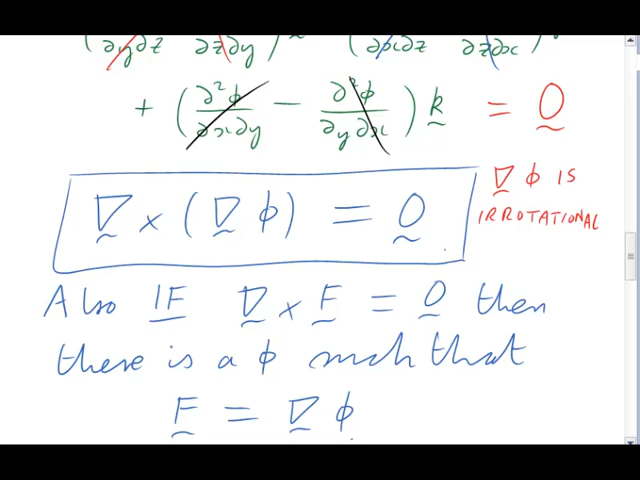 (∂y∂z ∂z∂y) ~ (∂x∂z ∂z∂x)
+ (∂²ϕ/∂x∂y − ∂²ϕ/∂y∂x) k = 0
∇ × (∇ ϕ) = 0
∇ ϕ IS
IRROTATIONAL
Also IF ∇ × F = 0 then
there is a ϕ such that
F = ∇ ϕ